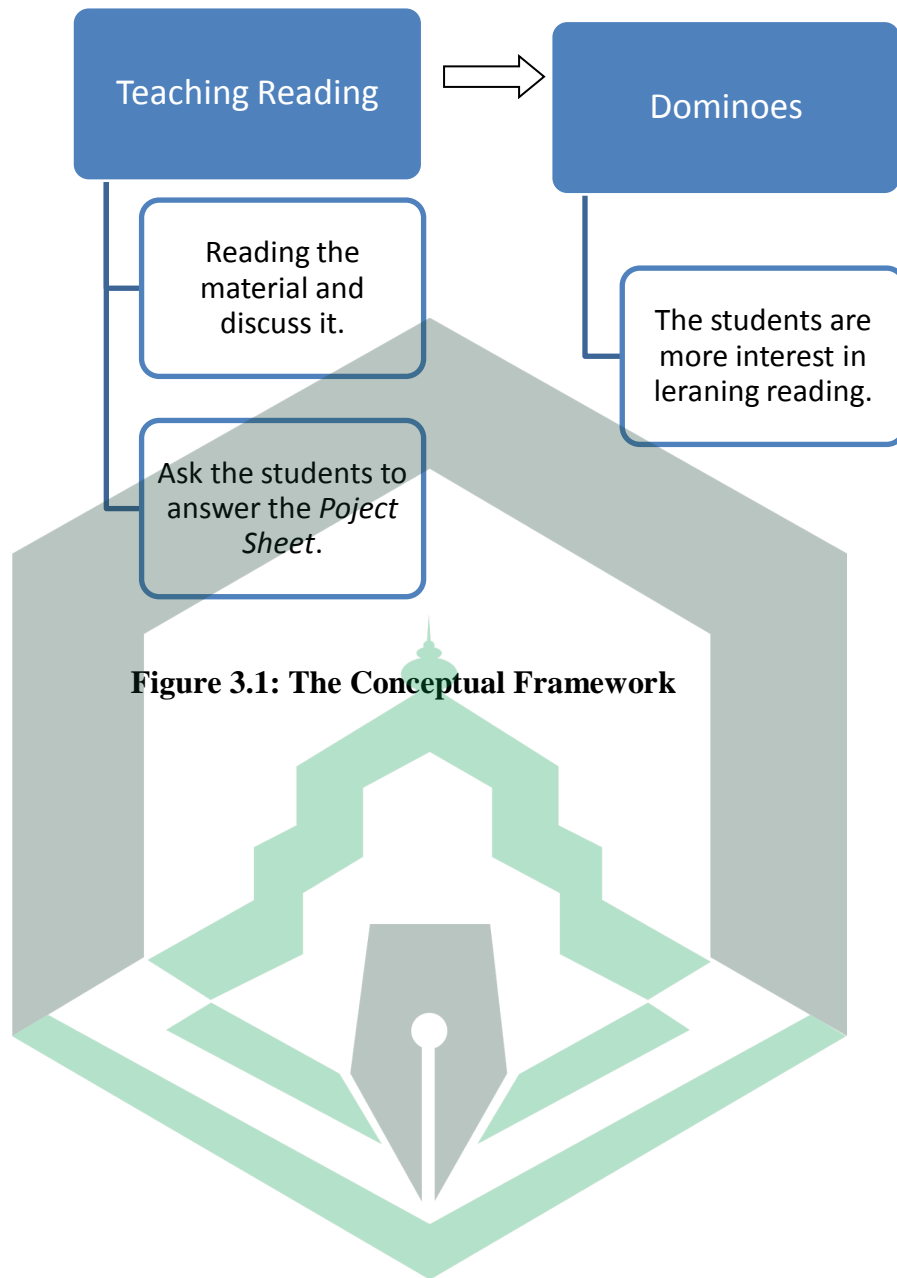 Teaching Reading
Dominoes
Reading the
material and
discuss it.
Ask the students to
answer the Poject
Sheet.
The students are
more interest in
leraning reading.
Figure 3.1: The Conceptual Framework